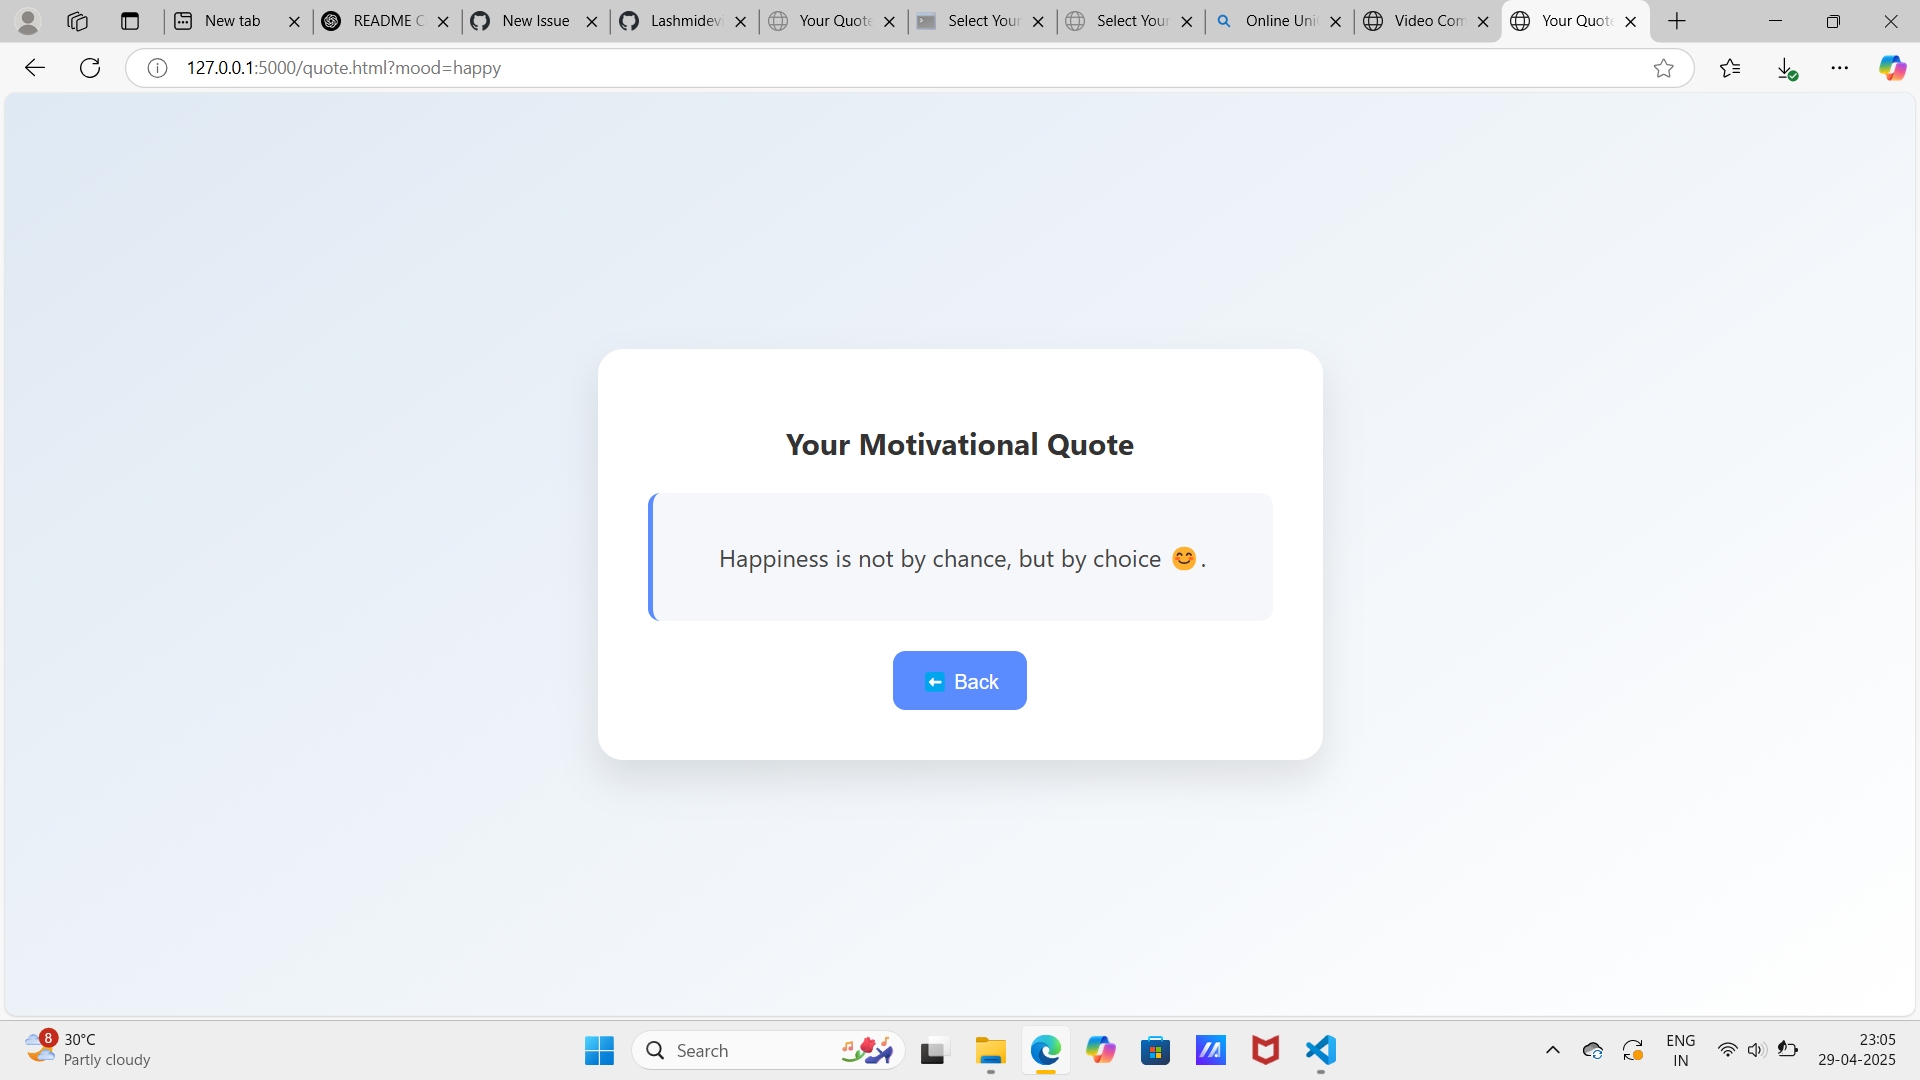 New tab
README C
New Issue
Lashmidevi
Your Quote
Select Your
Select Your
Online Uni
Video Com
Your Quote
127.0.0.1:5000/quote.html?mood=happy
Your Motivational Quote
Happiness is not by chance, but by choice 😊.
⬅️ Back
8
30°C
Partly cloudy
Search
ENG
IN
23:05
29-04-2025